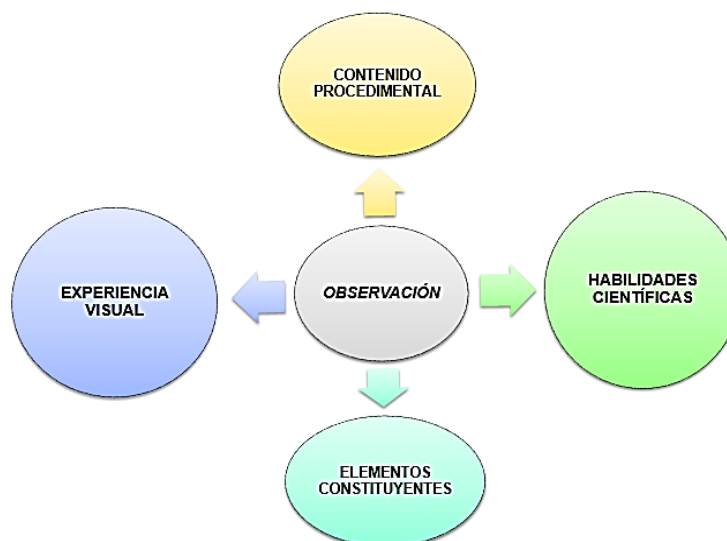 CONTENIDO
PROCEDIMENTAL
EXPERIENCIA
VISUAL
OBSERVACIÓN
HABILIDADES
CIENTÍFICAS
ELEMENTOS
CONSTITUYENTES